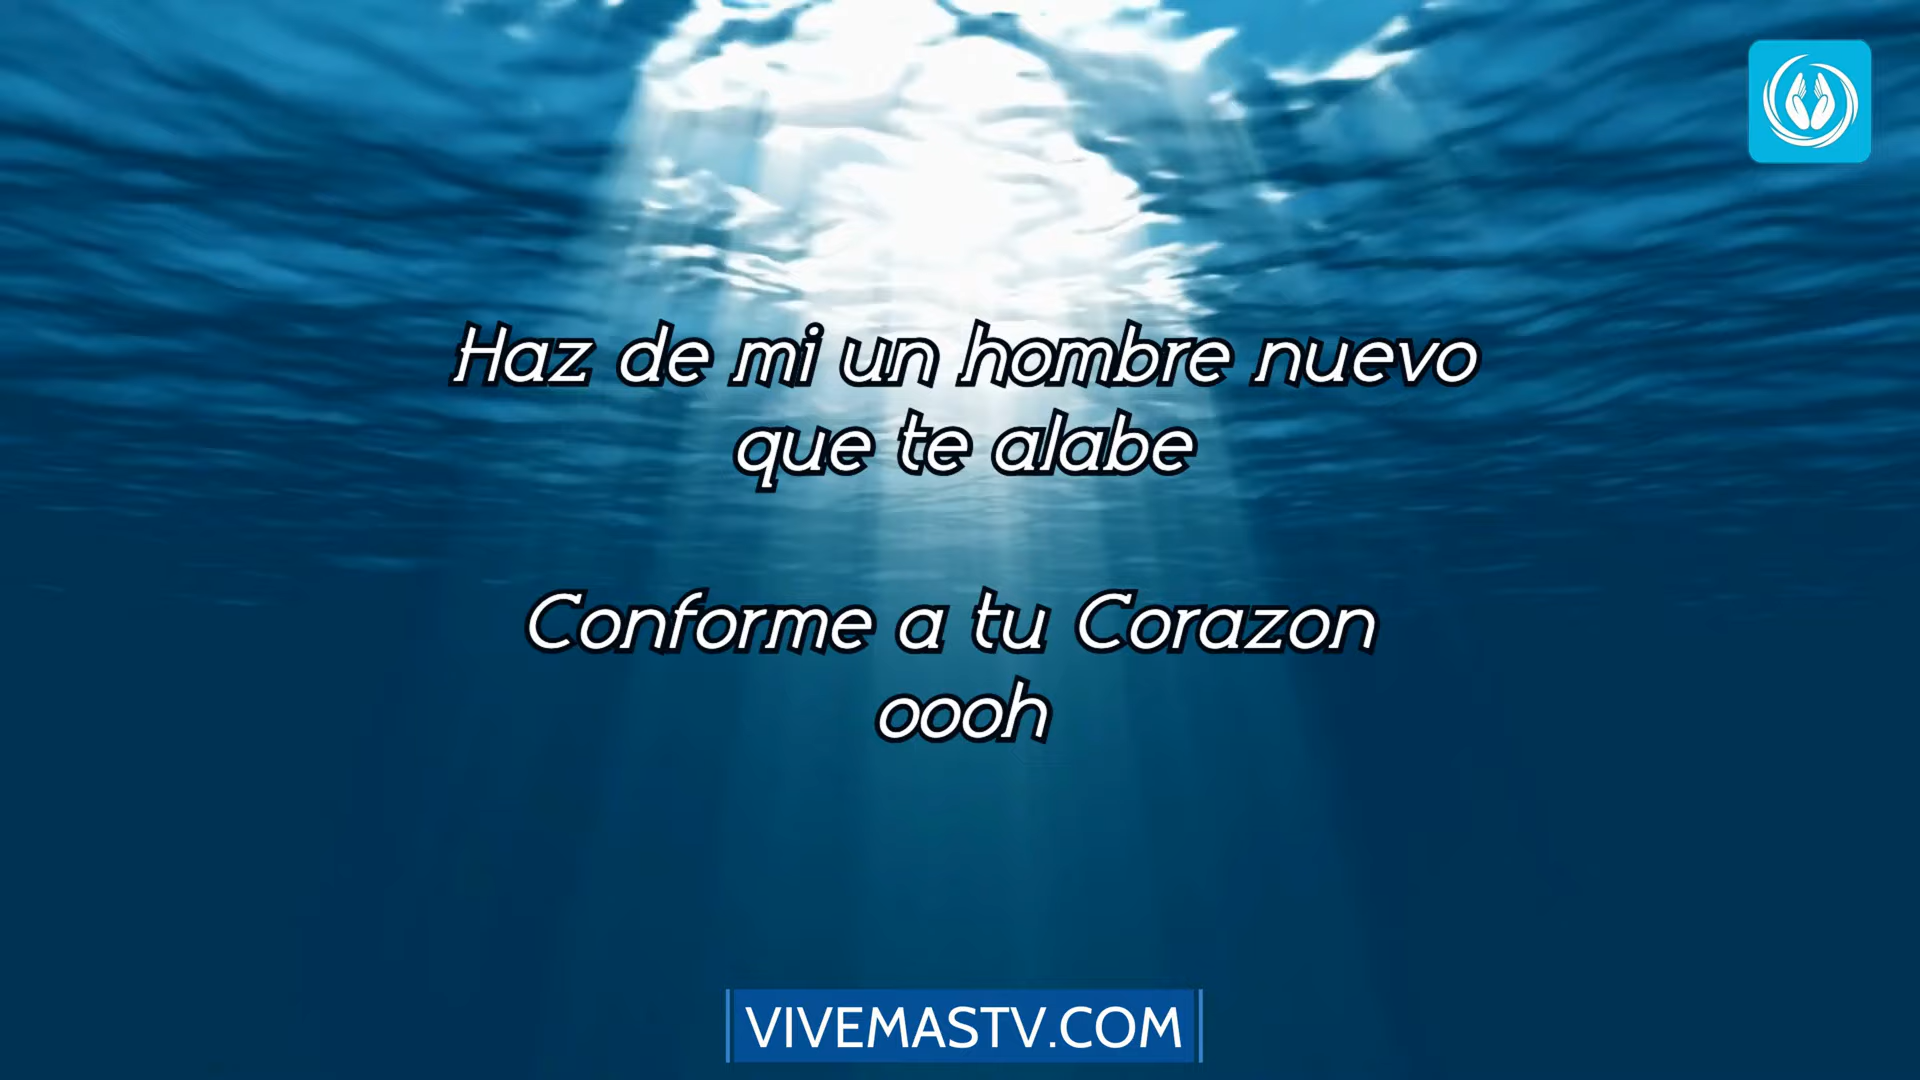 Haz de mi un hombre nuevo
que te alabe
Conforme a tu Corazon
oooh
VIVEMASTV.COM